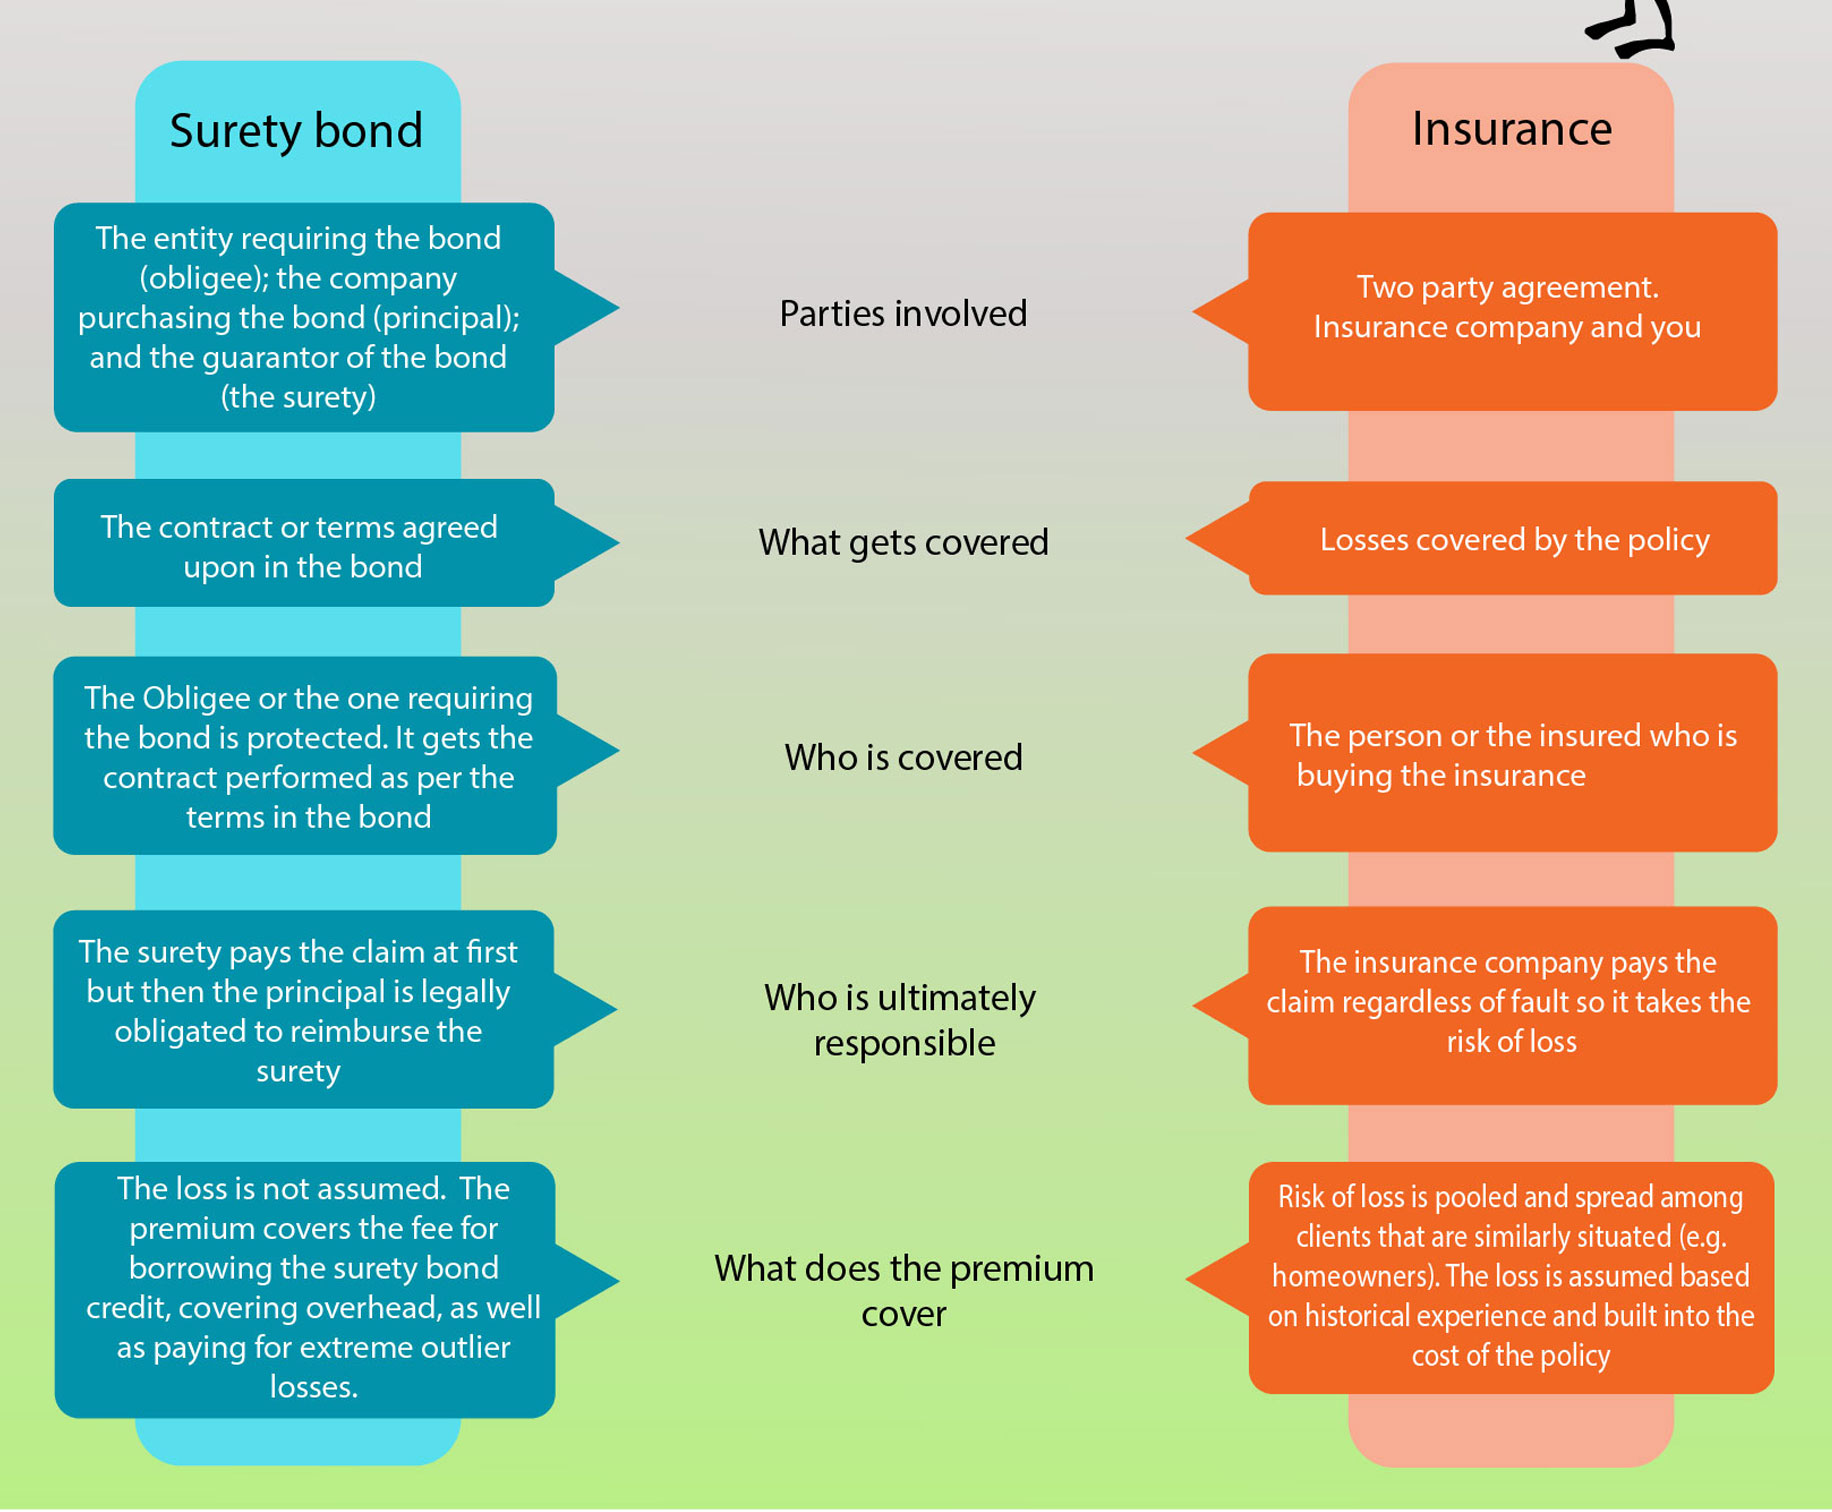 Surety bond
Insurance
The entity requiring the bond
(obligee); the company
purchasing the bond (principal);
and the guarantor of the bond
(the surety)
Parties involved
Two party agreement.
Insurance company and you
The contract or terms agreed
upon in the bond
What gets covered
Losses covered by the policy
The Obligee or the one requiring
the bond is protected. It gets the
contract performed as per the
terms in the bond
Who is covered
The person or the insured who is
buying the insurance
The surety pays the claim at first
but then the principal is legally
obligated to reimburse the
surety
Who is ultimately
responsible
The insurance company pays the
claim regardless of fault so it takes the
risk of loss
The loss is not assumed.  The
premium covers the fee for
borrowing the surety bond
credit, covering overhead, as well
as paying for extreme outlier
losses.
What does the premium
cover
Risk of loss is pooled and spread among
clients that are similarly situated (e.g.
homeowners). The loss is assumed based
on historical experience and built into the
cost of the policy